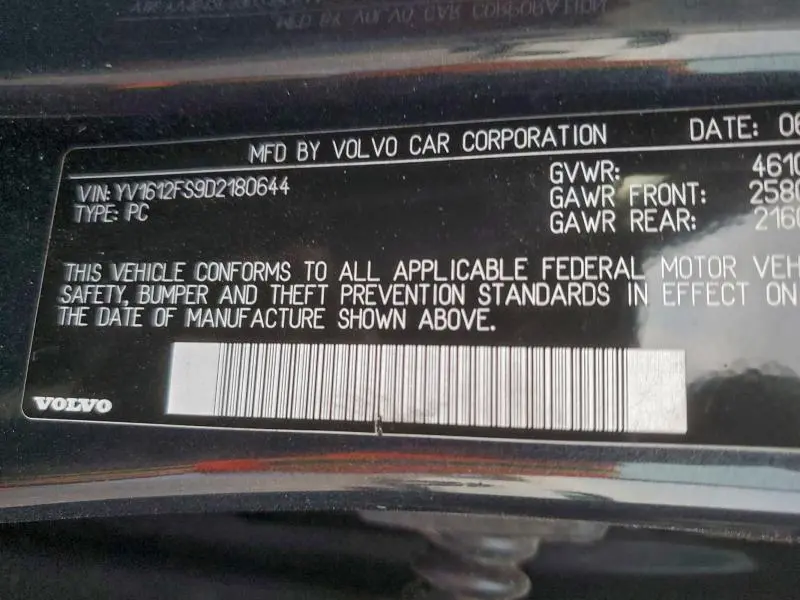 MFD BY VOLVO CAR CORPORATION DATE: 06
VIN: YV1612FS9D2180644 GVWR: 4610
TYPE: PC GAWR FRONT: 2580
GAWR REAR: 2160
THIS VEHICLE CONFORMS TO ALL APPLICABLE FEDERAL MOTOR VEH
SAFETY, BUMPER AND THEFT PREVENTION STANDARDS IN EFFECT ON
THE DATE OF MANUFACTURE SHOWN ABOVE.
VOLVO